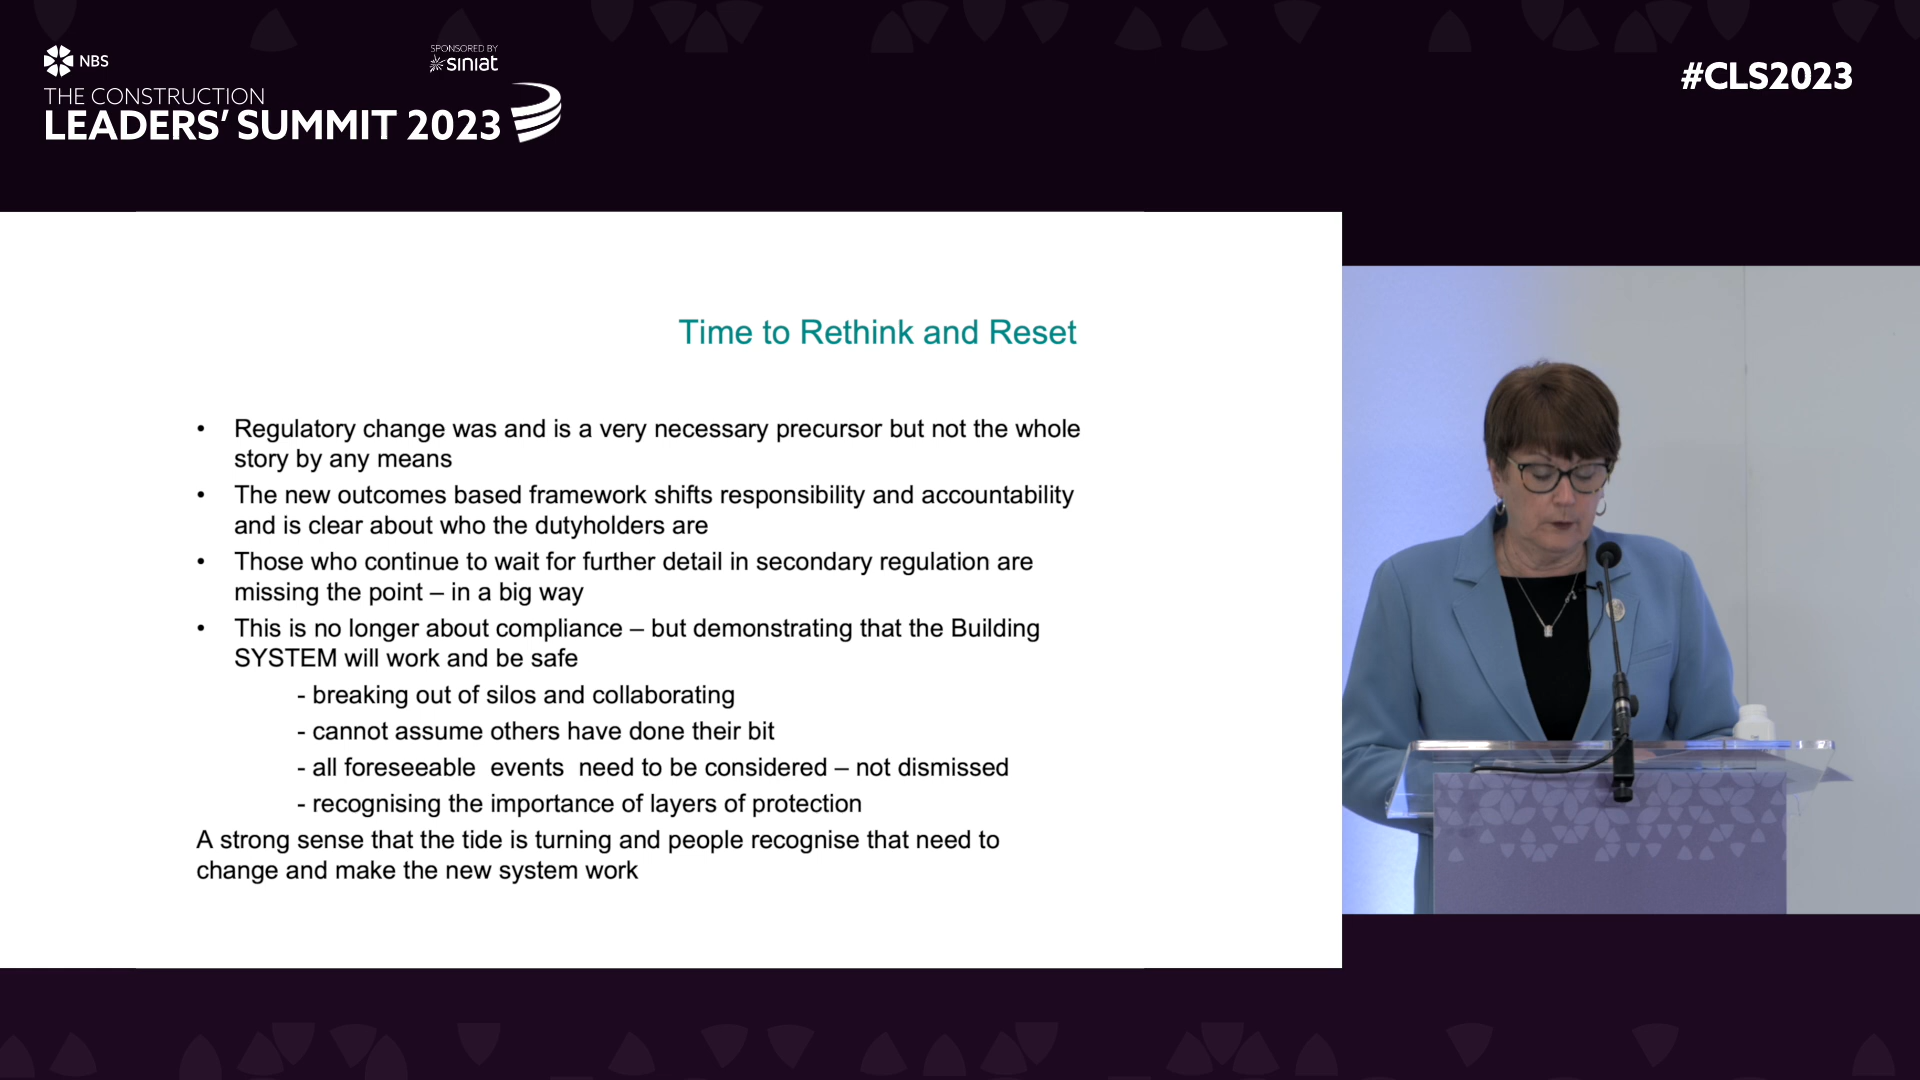 NBS
SPONSORED BY
siniat
THE CONSTRUCTION
LEADERS' SUMMIT 2023
#CLS2023
Time to Rethink and Reset
• Regulatory change was and is a very necessary precursor but not the whole
story by any means
• The new outcomes based framework shifts responsibility and accountability
and is clear about who the dutyholders are
• Those who continue to wait for further detail in secondary regulation are
missing the point – in a big way
• This is no longer about compliance – but demonstrating that the Building
SYSTEM will work and be safe
- breaking out of silos and collaborating
- cannot assume others have done their bit
- all foreseeable events need to be considered – not dismissed
- recognising the importance of layers of protection
A strong sense that the tide is turning and people recognise that need to
change and make the new system work